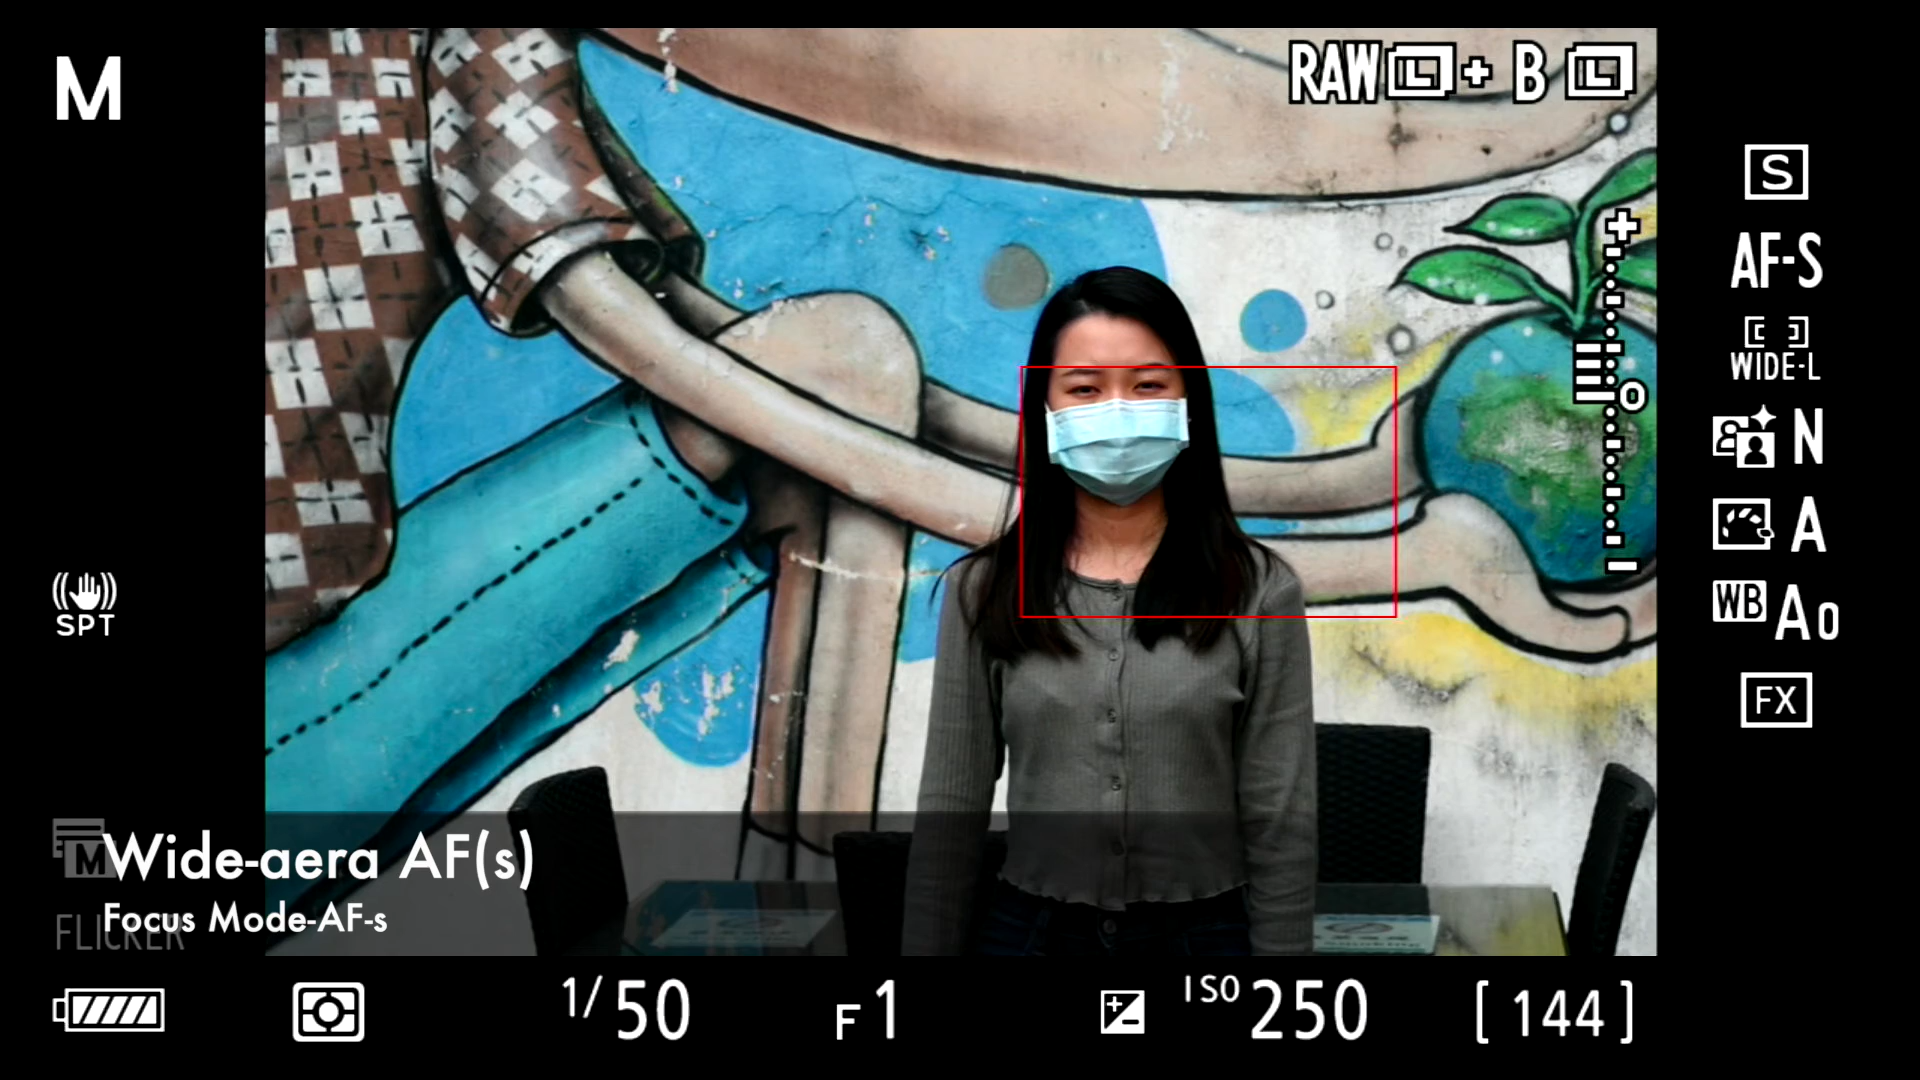 M
RAW L + B L
S
AF-S
WIDE-L
N
A
WB A0
FX
SPT
M
Wide-aera AF(s)
FLICKER
Focus Mode-AF-s
1/50
F1
ISO 250
[144]